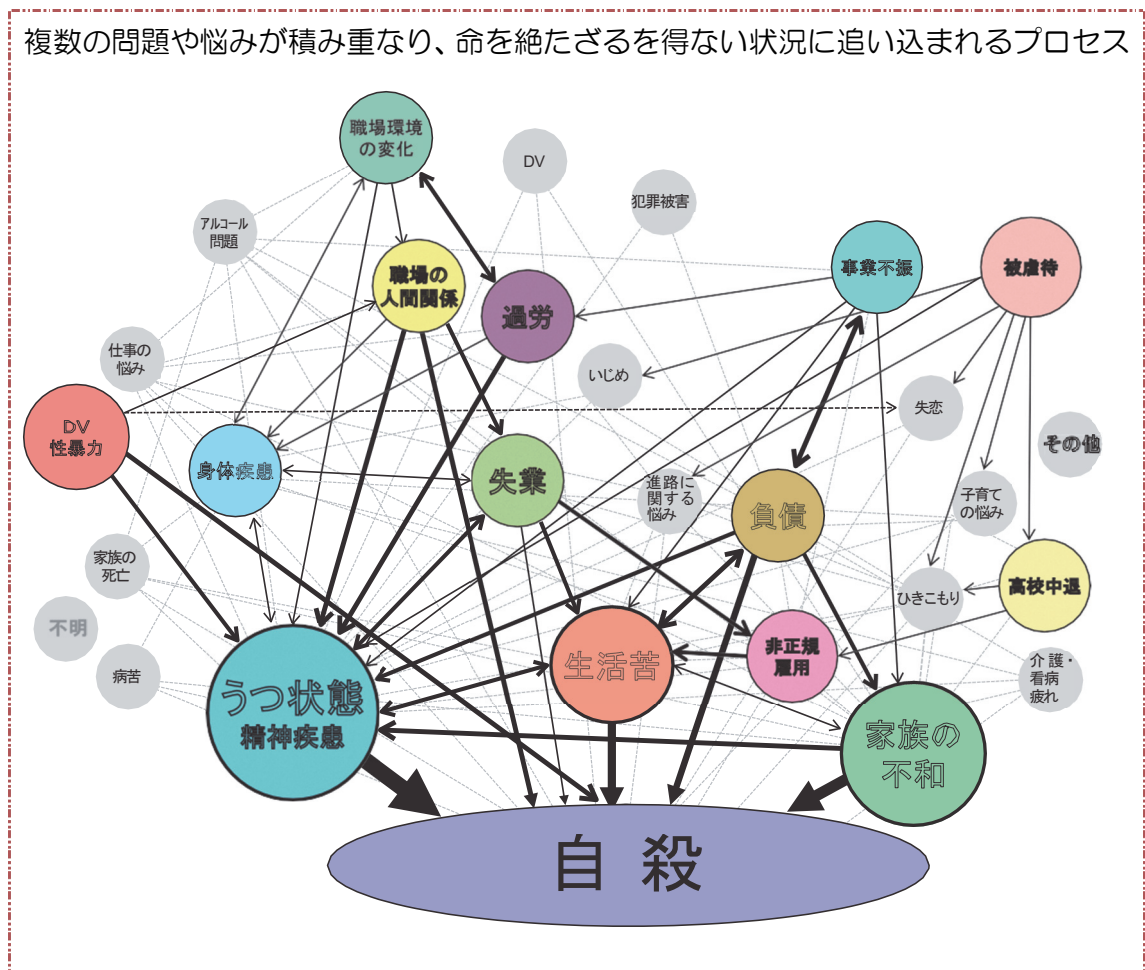 複数の問題や悩みが積み重なり、命を絶たざるを得ない状況に追い込まれるプロセス
職場環境
の変化
DV
犯罪被害
アルコール
問題
職場の
人間関係
過労
事業不振
被虐待
仕事の
悩み
いじめ
失恋
DV
性暴力
その他
身体疾患
失業
進路に
関する
悩み
負債
子育て
の悩み
家族の
死亡
ひきこもり
高校中退
不明
病苦
うつ状態
精神疾患
生活苦
非正規
雇用
介護・
看病
疲れ
家族の
不和
自殺